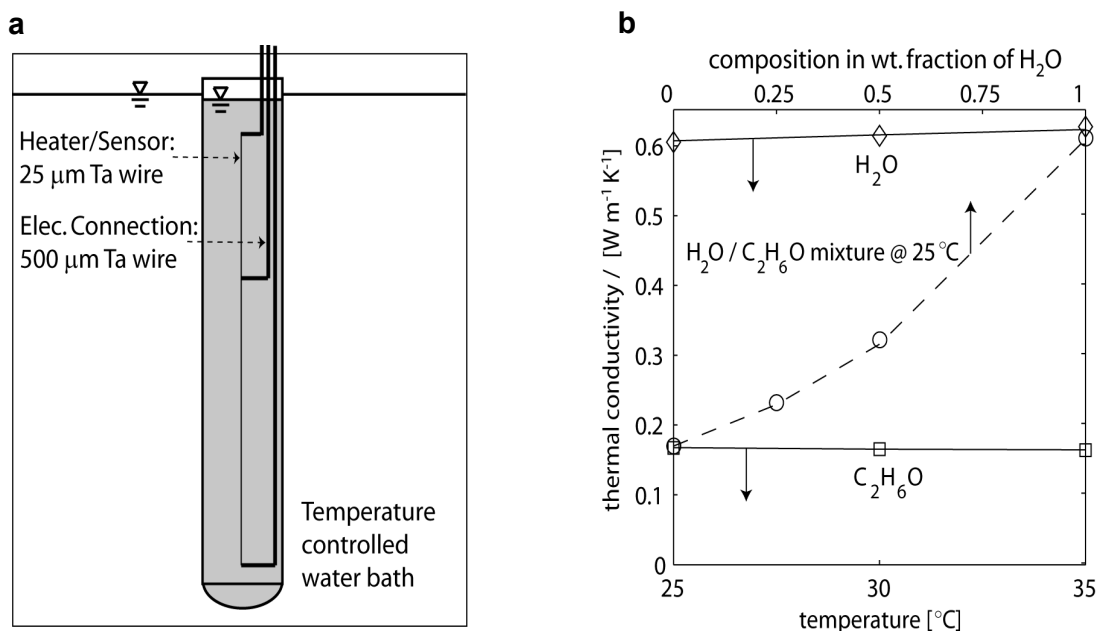 a
Heater/Sensor:
25 μm Ta wire
Elec. Connection:
500 μm Ta wire
Temperature
controlled
water bath
b
composition in wt. fraction of H₂O
0 0.25 0.5 0.75 1
thermal conductivity / [W m⁻¹ K⁻¹]
0.6
0.5
0.4
0.3
0.2
0.1
0
H₂O
H₂O / C₂H₆O mixture @ 25 °C
C₂H₆O
25 30 35
temperature [°C]